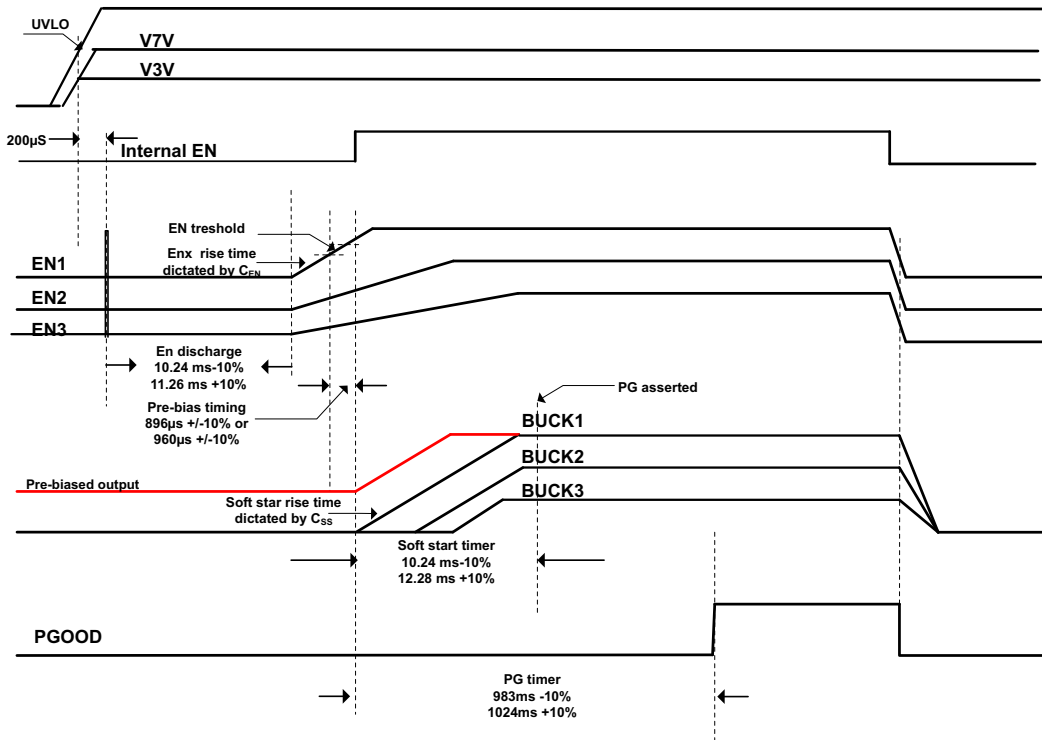 UVLO
V7V
V3V
200µS
Internal EN
EN treshold
Enx rise time
dictated by CEN
EN1
EN2
EN3
En discharge
10.24 ms-10%
11.26 ms +10%
Pre-bias timing
896µs +/-10% or
960µs +/-10%
PG asserted
BUCK1
BUCK2
BUCK3
Pre-biased output
Soft star rise time
dictated by CSS
Soft start timer
10.24 ms-10%
12.28 ms +10%
PGOOD
PG timer
983ms -10%
1024ms +10%